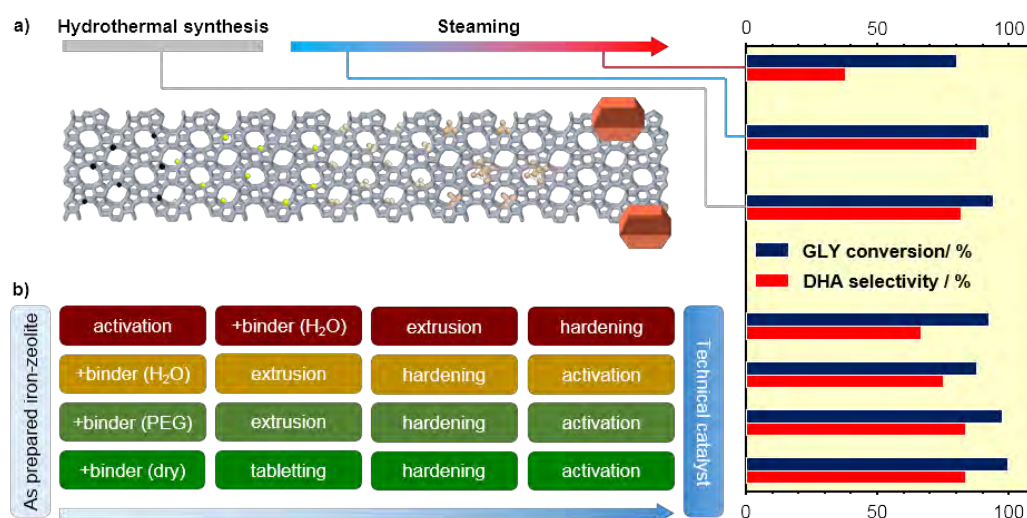 a)
Hydrothermal synthesis
Steaming
0 50 100
GLY conversion/ %
DHA selectivity / %
b)
As prepared iron-zeolite
activation +binder (H₂O) extrusion hardening
+binder (H₂O) extrusion hardening activation
+binder (PEG) extrusion hardening activation
+binder (dry) tabletting hardening activation
Technical catalyst
0 50 100